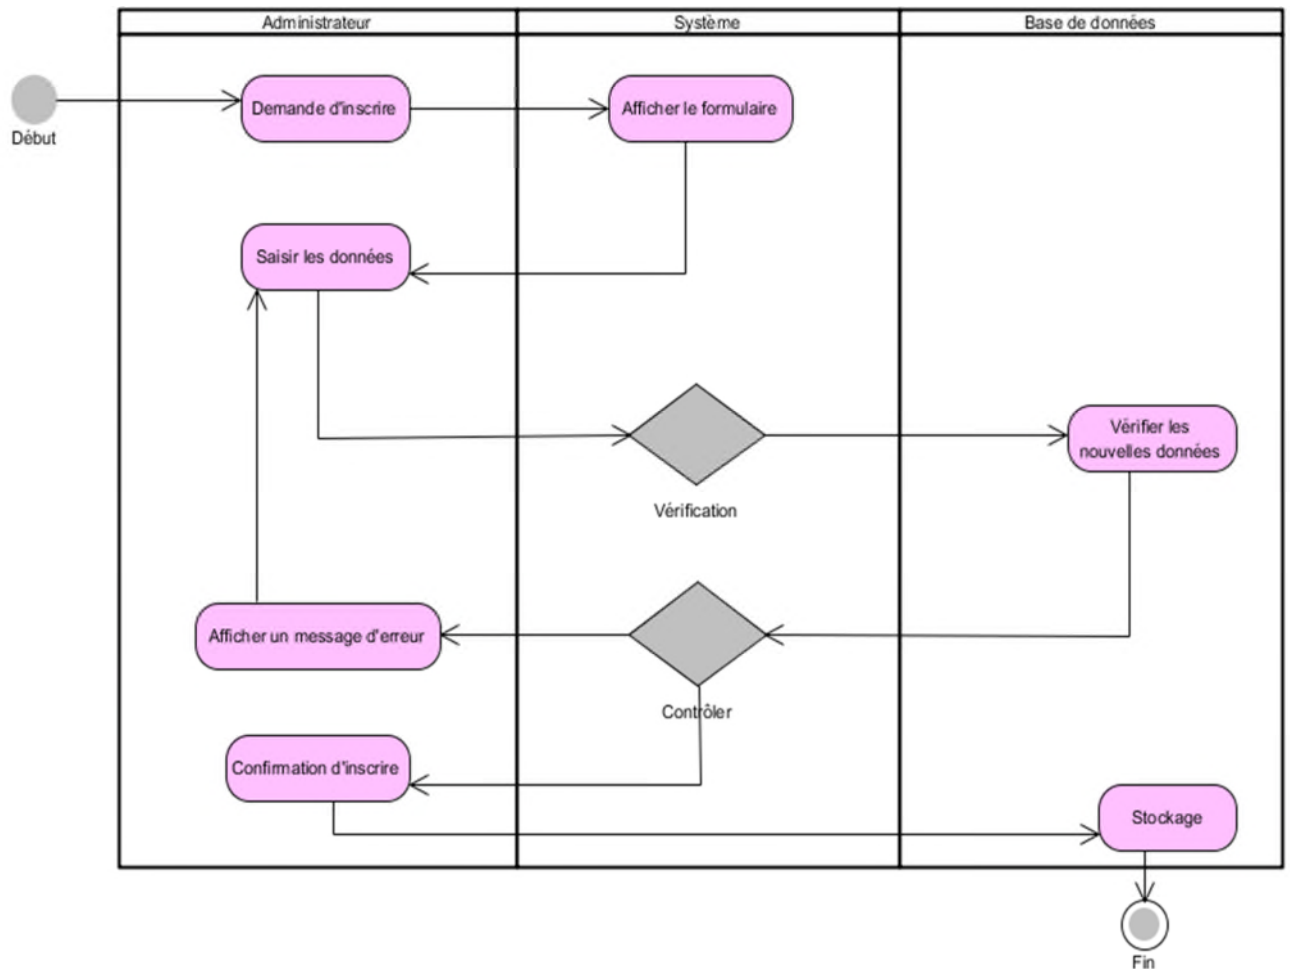 Administrateur
Système
Base de données
Début
Demande d'inscrire
Afficher le formulaire
Saisir les données
Vérification
Vérifier les
nouvelles données
Afficher un message d'erreur
Contrôler
Confirmation d'inscrire
Stockage
Fin